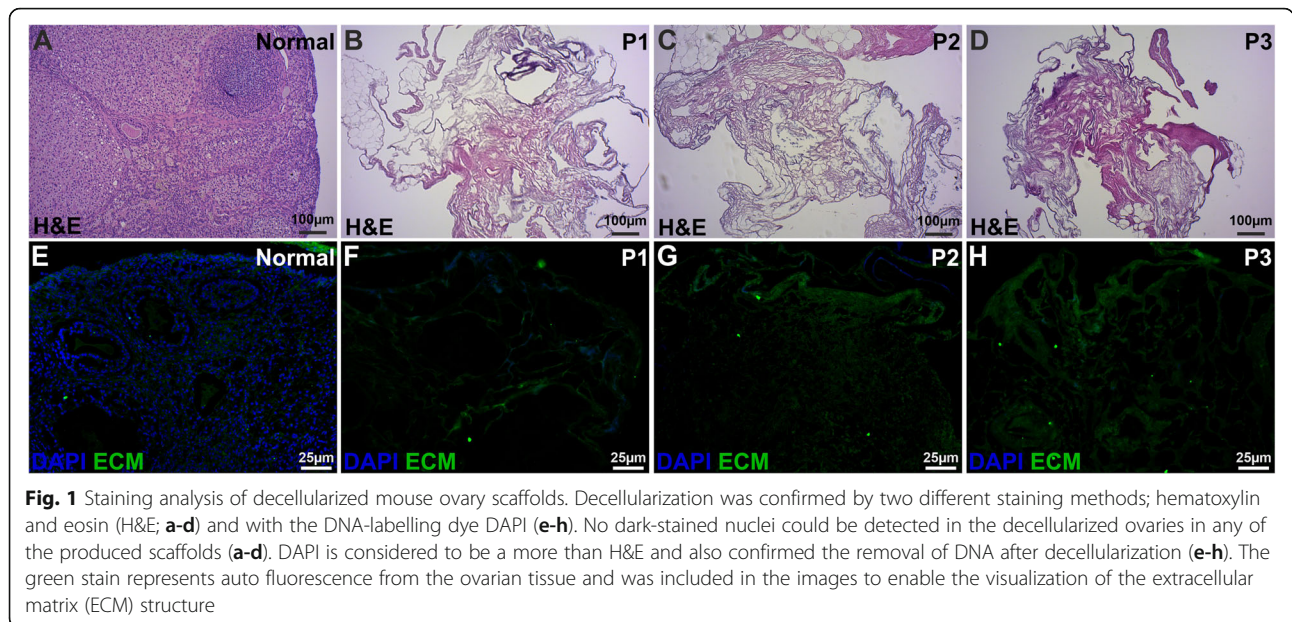 A Normal B P1 C P2 D P3
H&E 100µm H&E 100µm H&E 100µm H&E 100µm
E Normal F P1 G P2 H P3
DAPI ECM 25µm DAPI ECM 25µm DAPI ECM 25µm DAPI ECM 25µm
Fig. 1 Staining analysis of decellularized mouse ovary scaffolds. Decellularization was confirmed by two different staining methods; hematoxylin
and eosin (H&E; a-d) and with the DNA-labelling dye DAPI (e-h). No dark-stained nuclei could be detected in the decellularized ovaries in any of
the produced scaffolds (a-d). DAPI is considered to be a more than H&E and also confirmed the removal of DNA after decellularization (e-h). The
green stain represents auto fluorescence from the ovarian tissue and was included in the images to enable the visualization of the extracellular
matrix (ECM) structure